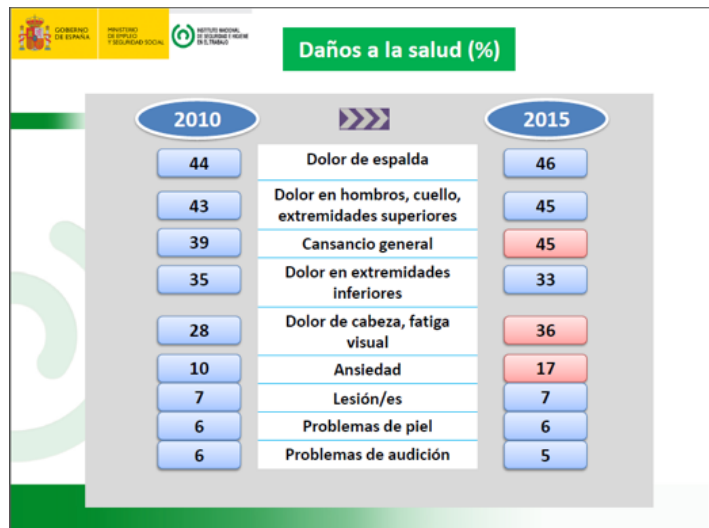 GOBIERNO
DE ESPAÑA
MINISTERIO
DE EMPLEO
Y SEGURIDAD SOCIAL
INSTITUTO NACIONAL
DE SEGURIDAD E HIGIENE
EN EL TRABAJO
Daños a la salud (%)
2010
2015
44 Dolor de espalda 46
43 Dolor en hombros, cuello,
extremidades superiores 45
39 Cansancio general 45
35 Dolor en extremidades
inferiores 33
28 Dolor de cabeza, fatiga
visual 36
10 Ansiedad 17
7 Lesión/es 7
6 Problemas de piel 6
6 Problemas de audición 5